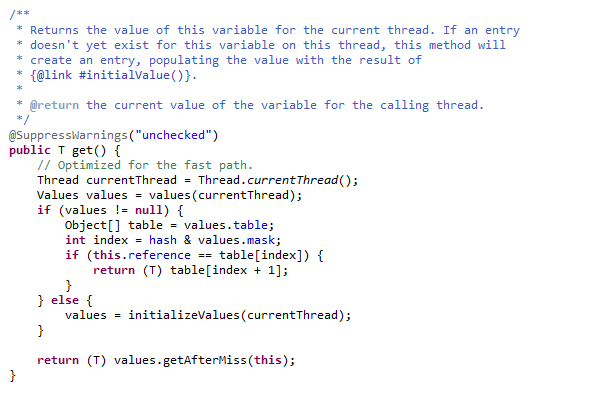 /**
 * Returns the value of this variable for the current thread. If an entry
 * doesn't yet exist for this variable on this thread, this method will
 * create an entry, populating the value with the result of
 * {@link #initialValue()}.
 *
 * @return the current value of the variable for the calling thread.
 */
@SuppressWarnings("unchecked")
public T get() {
    // Optimized for the fast path.
    Thread currentThread = Thread.currentThread();
    Values values = values(currentThread);
    if (values != null) {
        Object[] table = values.table;
        int index = hash & values.mask;
        if (this.reference == table[index]) {
            return (T) table[index + 1];
        }
    } else {
        values = initializeValues(currentThread);
    }

    return (T) values.getAfterMiss(this);
}